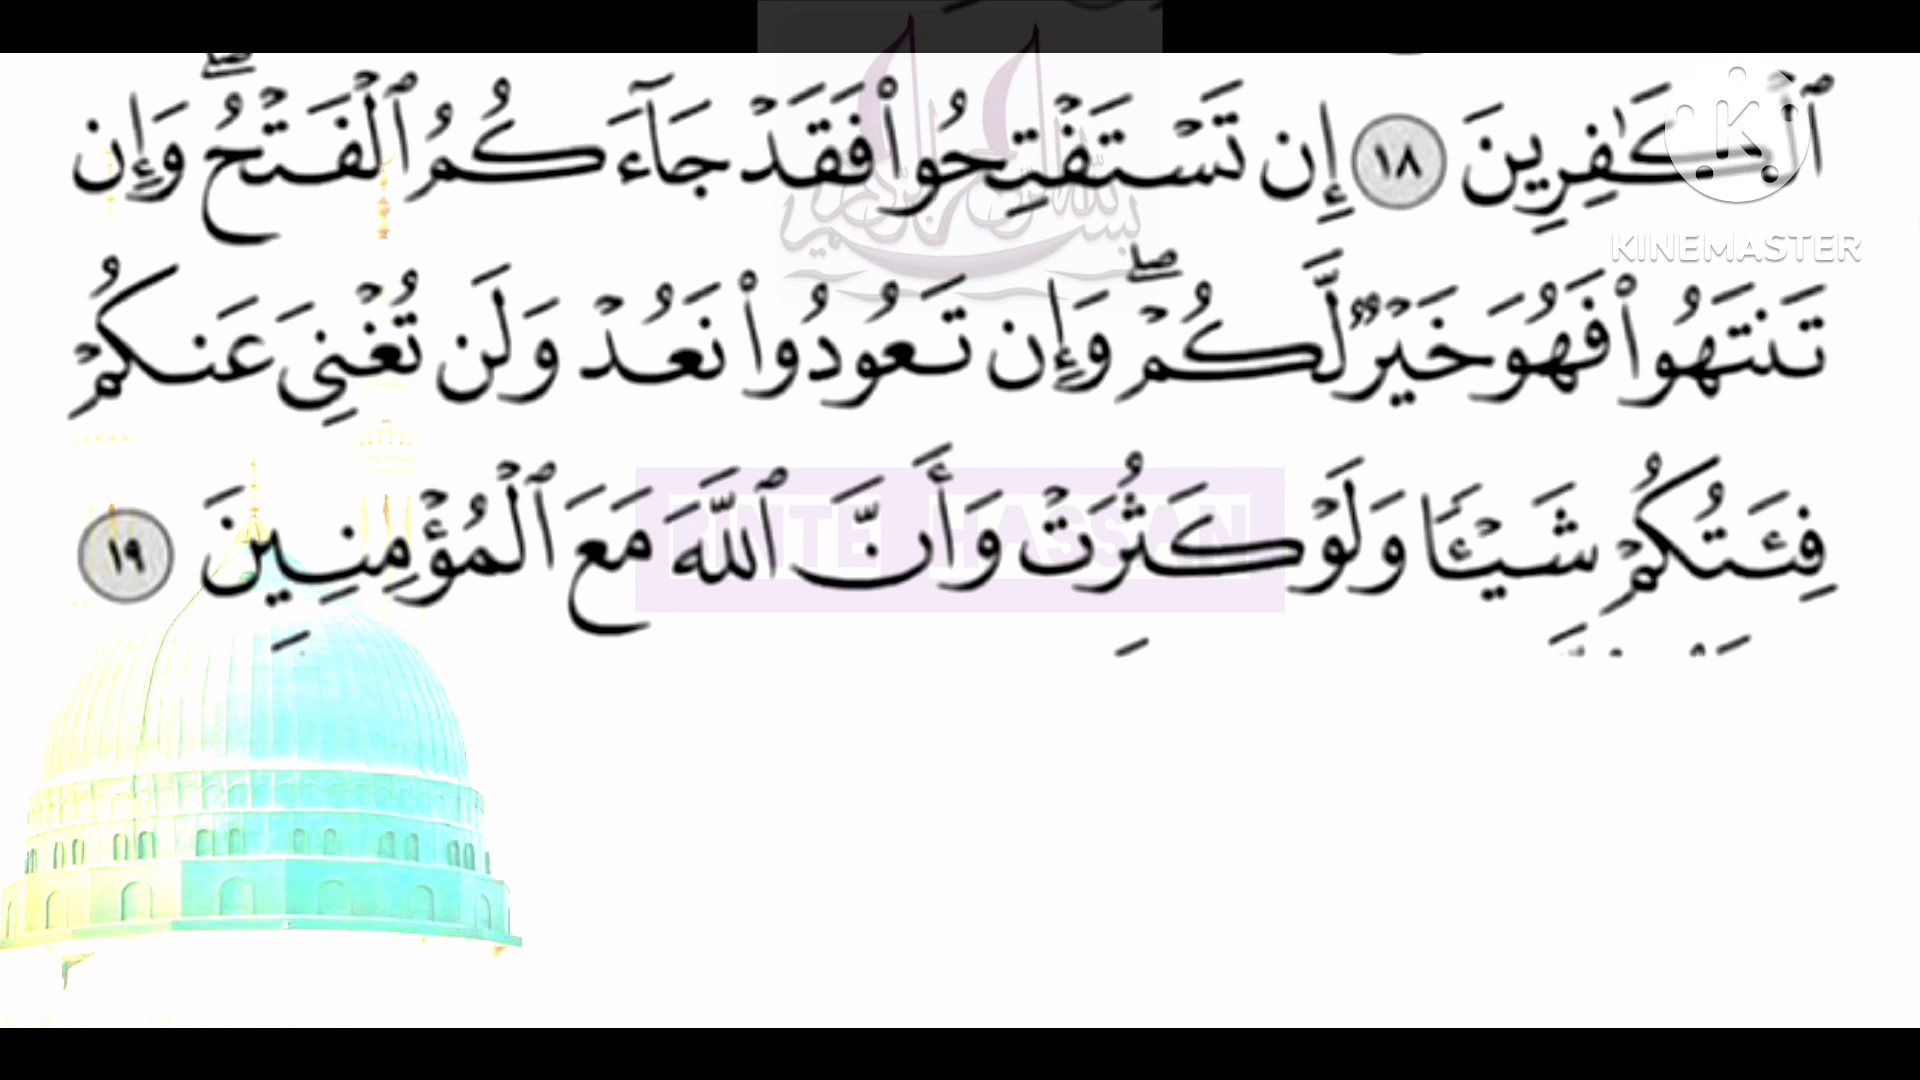 ٱلْكَٰفِرِينَ ١٨ إِن تَسْتَفْتِحُوا۟ فَقَدْ جَآءَكُمُ ٱلْفَتْحُ ۖ وَإِن
تَنتَهُوا۟ فَهُوَ خَيْرٌ لَّكُمْ ۖ وَإِن تَعُودُوا۟ نَعُدْ وَلَن تُغْنِىَ عَنكُمْ
فِئَتُكُمْ شَيْـًٔا وَلَوْ كَثُرَتْ وَأَنَّ ٱللَّهَ مَعَ ٱلْمُؤْمِنِينَ ١٩
KINEMASTER